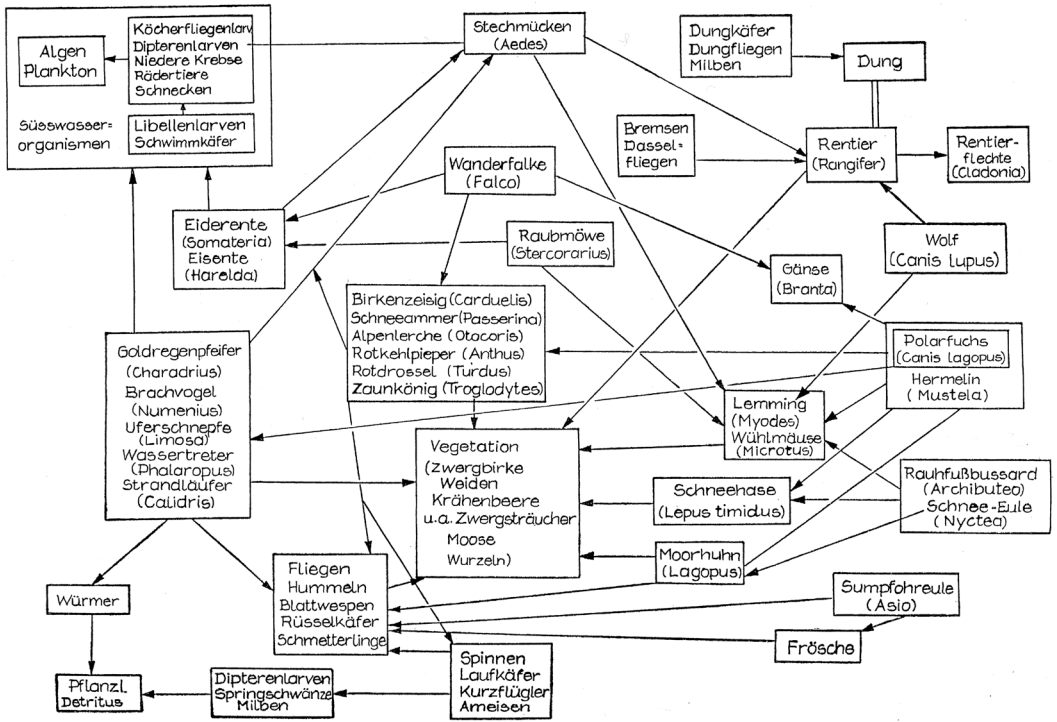 Algen
Plankton
Köcherfliegenlarv
Dipterenlarven
Niedere Krebse
Rädertiere
Schnecken
Süsswasser=
organismen
Libellenlarven
Schwimmkäfer
Stechmücken
(Aedes)
Dungkäfer
Dungfliegen
Milben
Dung
Bremsen
Dassel=
fliegen
Rentier
(Rangifer)
Rentier-
flechte
(Cladonia)
Wanderfalke
(Falco)
Eiderente
(Somateria)
Eisente
(Harelda)
Raubmöwe
(Stercorarius)
Wolf
(Canis lupus)
Gänse
(Branta)
Birkenzeisig (Carduelis)
Schneeammer (Passerina)
Alpenlerche (Otocoris)
Rotkehlpieper (Anthus)
Rotdrossel (Turdus)
Zaunkönig (Troglodytes)
Goldregenpfeifer
(Charadrius)
Brachvogel
(Numenius)
Uferschnepfe
(Limosa)
Wassertreter
(Phalaropus)
Strandläufer
(Calidris)
Polarfuchs
(Canis lagopus)
Hermelin
(Mustela)
Lemming
(Myodes)
Wühlmäuse
(Microtus)
Vegetation
(Zwergbirke
Weiden
Krähenbeere
u.a. Zwergsträucher
Moose
Wurzeln)
Schneehase
(Lepus timidus)
Rauhfußbussard
(Archibuteo)
Schnee-Eule
(Nyctea)
Moorhuhn
(Lagopus)
Fliegen
Hummeln
Blattwespen
Rüsselkäfer
Schmetterlinge
Würmer
Sumpfohreule
(Asio)
Frösche
Spinnen
Laufkäfer
Kurzflügler
Ameisen
Pflanzl.
Detritus
Dipterenlarven
Springschwänze
Milben